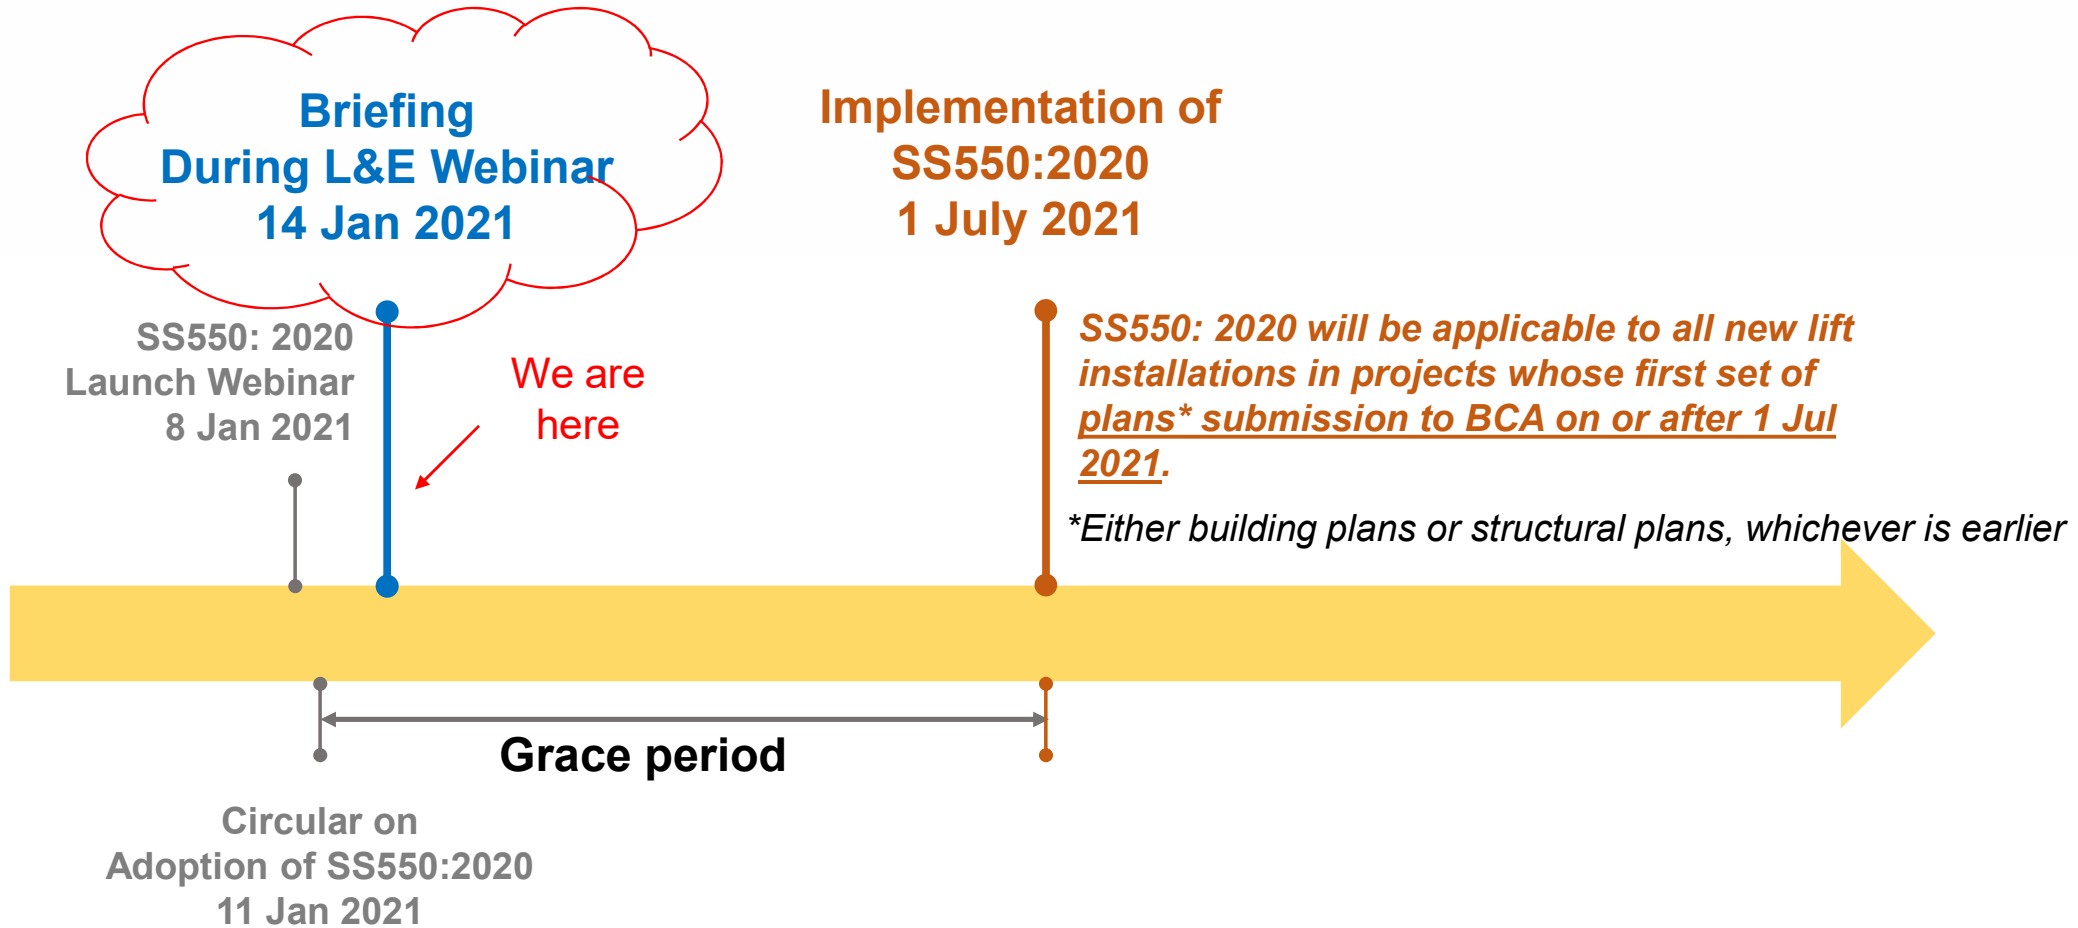 Briefing
During L&E Webinar
14 Jan 2021
Implementation of
SS550:2020
1 July 2021
SS550: 2020
Launch Webinar
8 Jan 2021
We are
here
SS550: 2020 will be applicable to all new lift
installations in projects whose first set of
plans* submission to BCA on or after 1 Jul
2021.
*Either building plans or structural plans, whichever is earlier
Grace period
Circular on
Adoption of SS550:2020
11 Jan 2021